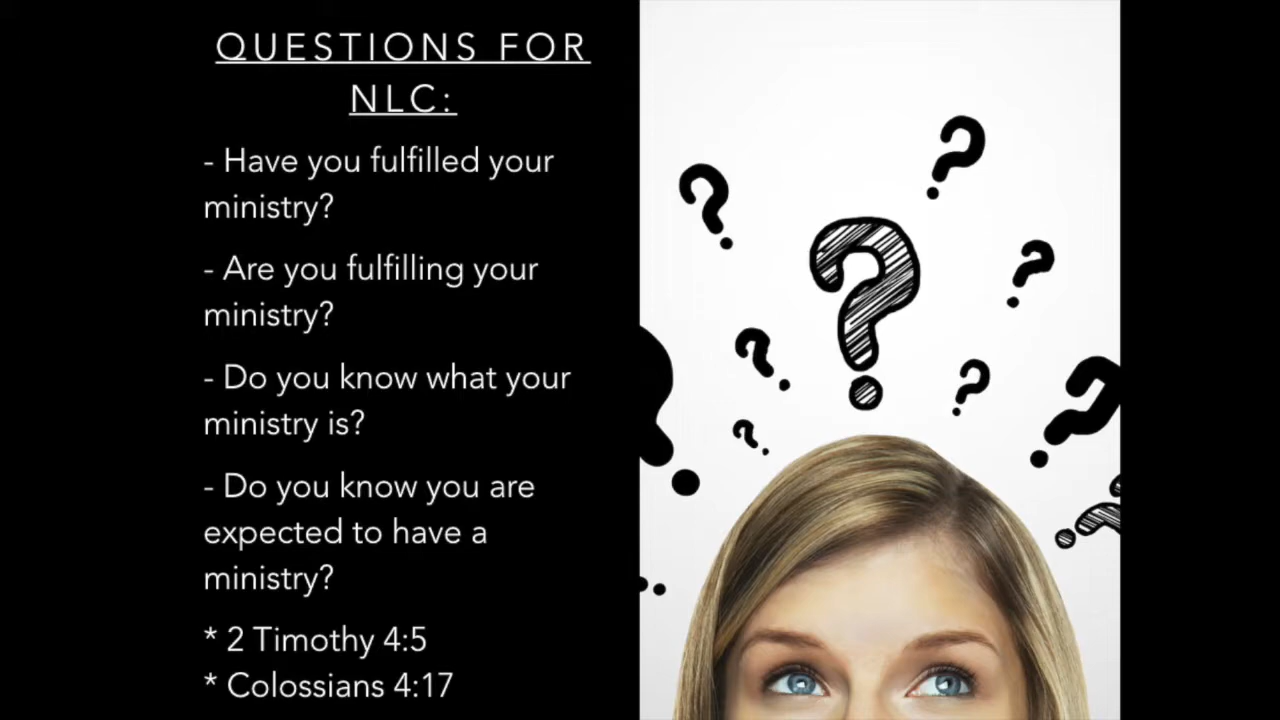 QUESTIONS FOR
NLC:
- Have you fulfilled your
ministry?
- Are you fulfilling your
ministry?
- Do you know what your
ministry is?
- Do you know you are
expected to have a
ministry?
* 2 Timothy 4:5
* Colossians 4:17